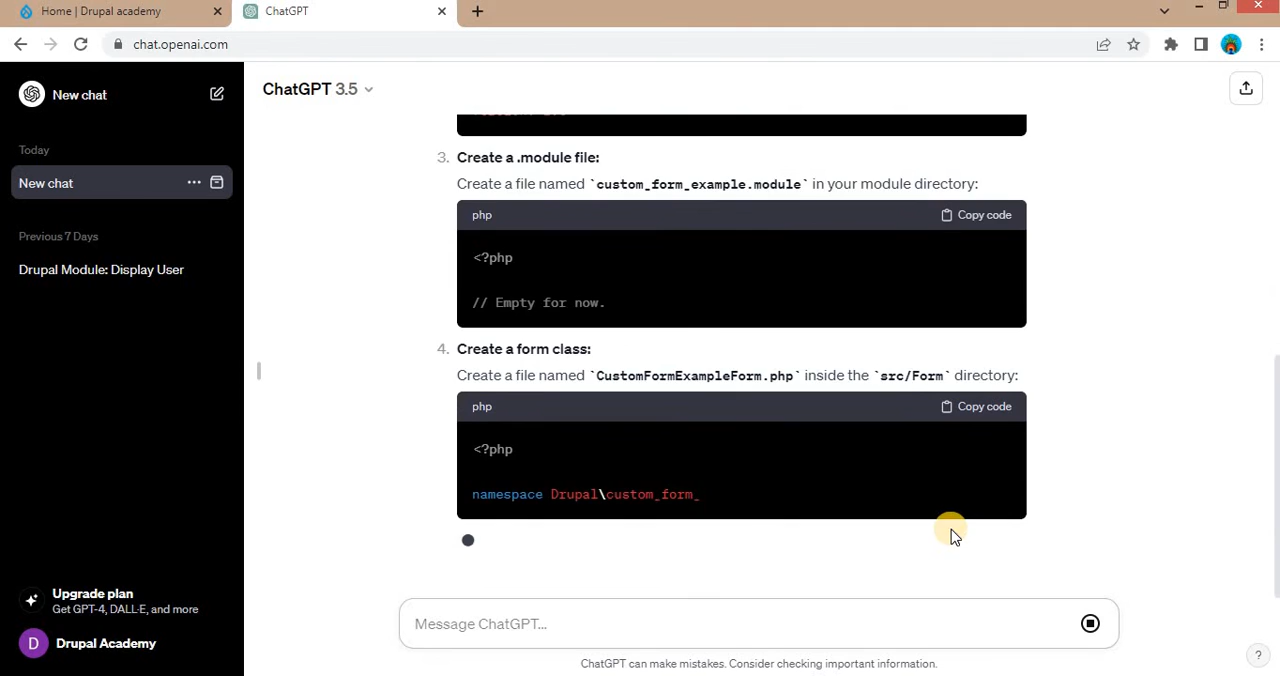 Home | Drupal academy
ChatGPT
chat.openai.com
New chat
Today
New chat
Previous 7 Days
Drupal Module: Display User
Upgrade plan
Get GPT-4, DALL·E, and more
D
Drupal Academy
ChatGPT 3.5
3. Create a .module file:
Create a file named `custom_form_example.module` in your module directory:
php
Copy code
<?php
// Empty for now.
4. Create a form class:
Create a file named `CustomFormExampleForm.php` inside the `src/Form` directory:
php
Copy code
<?php
namespace Drupal\custom_form_
Message ChatGPT...
ChatGPT can make mistakes. Consider checking important information.
?